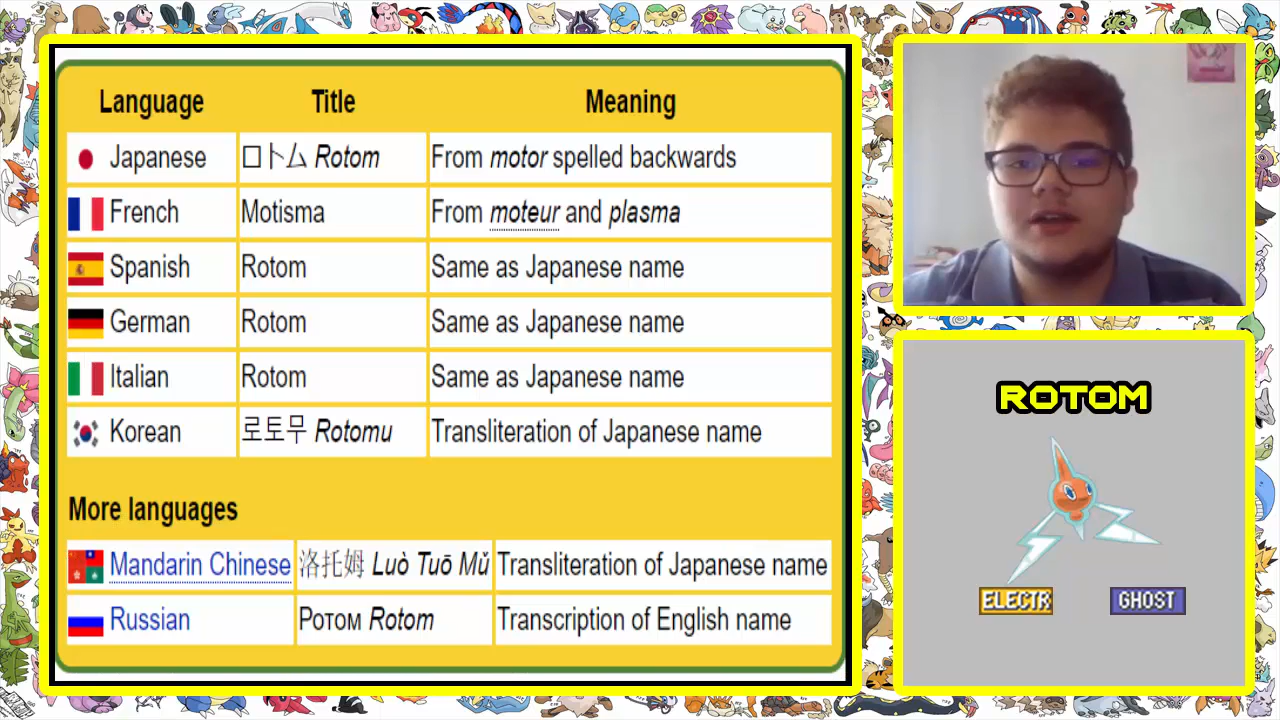 Language Title Meaning
Japanese ロトム Rotom From motor spelled backwards
French Motisma From moteur and plasma
Spanish Rotom Same as Japanese name
German Rotom Same as Japanese name
Italian Rotom Same as Japanese name
Korean 로토무 Rotomu Transliteration of Japanese name
More languages
Mandarin Chinese 洛托姆 Luò Tuō Mǔ Transliteration of Japanese name
Russian Ротом Rotom Transcription of English name
ROTOM
ELECTR GHOST